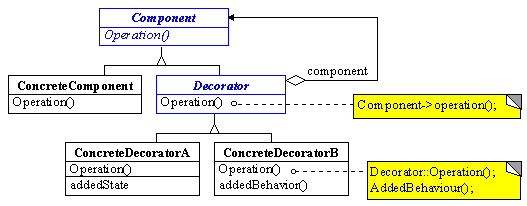 Component
Operation()
component
ConcreteComponent
Operation()
Decorator
Operation()
Component->operation();
ConcreteDecoratorA
Operation()
addedState
ConcreteDecoratorB
Operation()
addedBehavior()
Decorator::Operation();
AddedBehaviour();